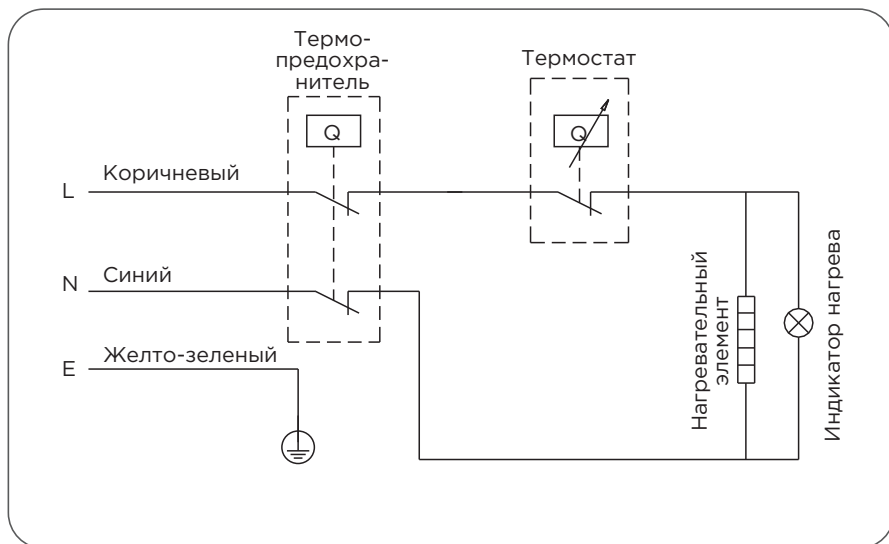 Термо-
предохра-
нитель
Термостат
Q
Q
L
Коричневый
N
Синий
E
Желто-зеленый
Нагревательный
элемент
Индикатор нагрева